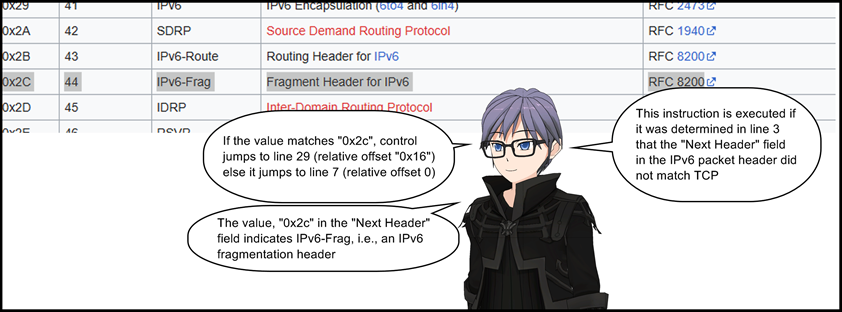 0x29 41 IPv6 IPv6 Encapsulation (6to4 and 6in4) RFC 2473
0x2A 42 SDRP Source Demand Routing Protocol RFC 1940
0x2B 43 IPv6-Route Routing Header for IPv6 RFC 8200
0x2C 44 IPv6-Frag Fragment Header for IPv6 RFC 8200
0x2D 45 IDRP Inter-Domain Routing Protocol
46 RSVP
If the value matches "0x2c", control
jumps to line 29 (relative offset "0x16")
else it jumps to line 7 (relative offset 0)
This instruction is executed if
it was determined in line 3
that the "Next Header" field
in the IPv6 packet header did
not match TCP
The value, "0x2c" in the "Next Header"
field indicates IPv6-Frag, i.e., an IPv6
fragmentation header